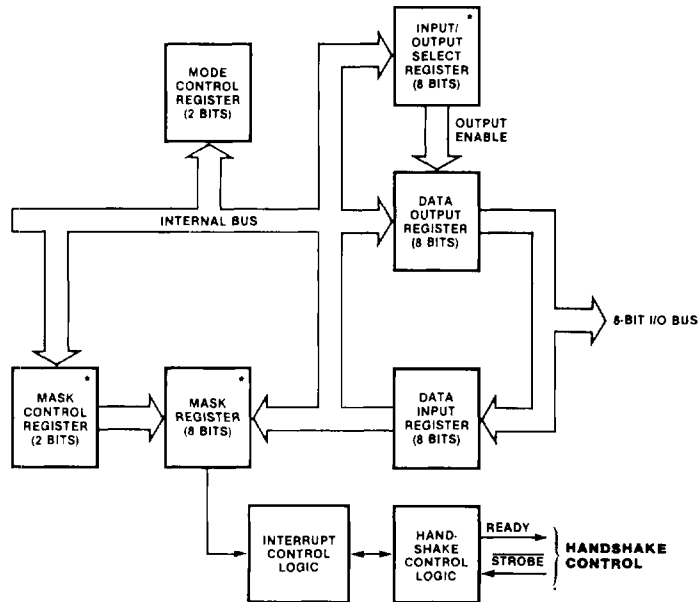 *
INPUT/
OUTPUT
SELECT
REGISTER
(8 BITS)
MODE
CONTROL
REGISTER
(2 BITS)
OUTPUT
ENABLE
INTERNAL BUS
DATA
OUTPUT
REGISTER
(8 BITS)
8-BIT I/O BUS
*
MASK
CONTROL
REGISTER
(2 BITS)
*
MASK
REGISTER
(8 BITS)
DATA
INPUT
REGISTER
(8 BITS)
INTERRUPT
CONTROL
LOGIC
HAND-
SHAKE
CONTROL
LOGIC
READY
STROBE
HANDSHAKE
CONTROL